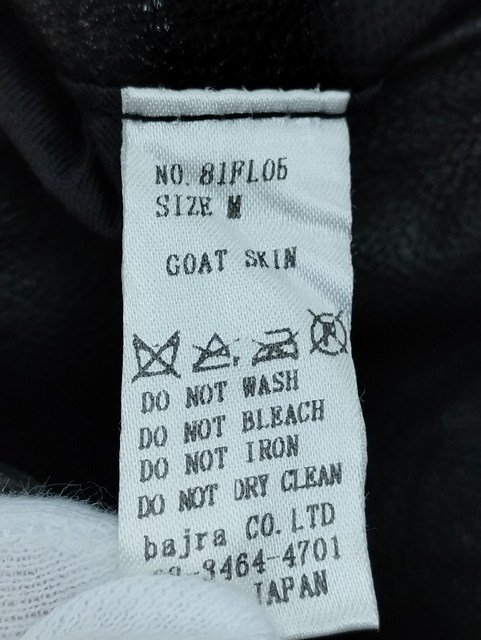 NO. 81FL05
SIZE M
GOAT SKIN
DO NOT WASH
DO NOT BLEACH
DO NOT IRON
DO NOT DRY CLEAN
bajra CO.LTD
-3464-4701
JAPAN